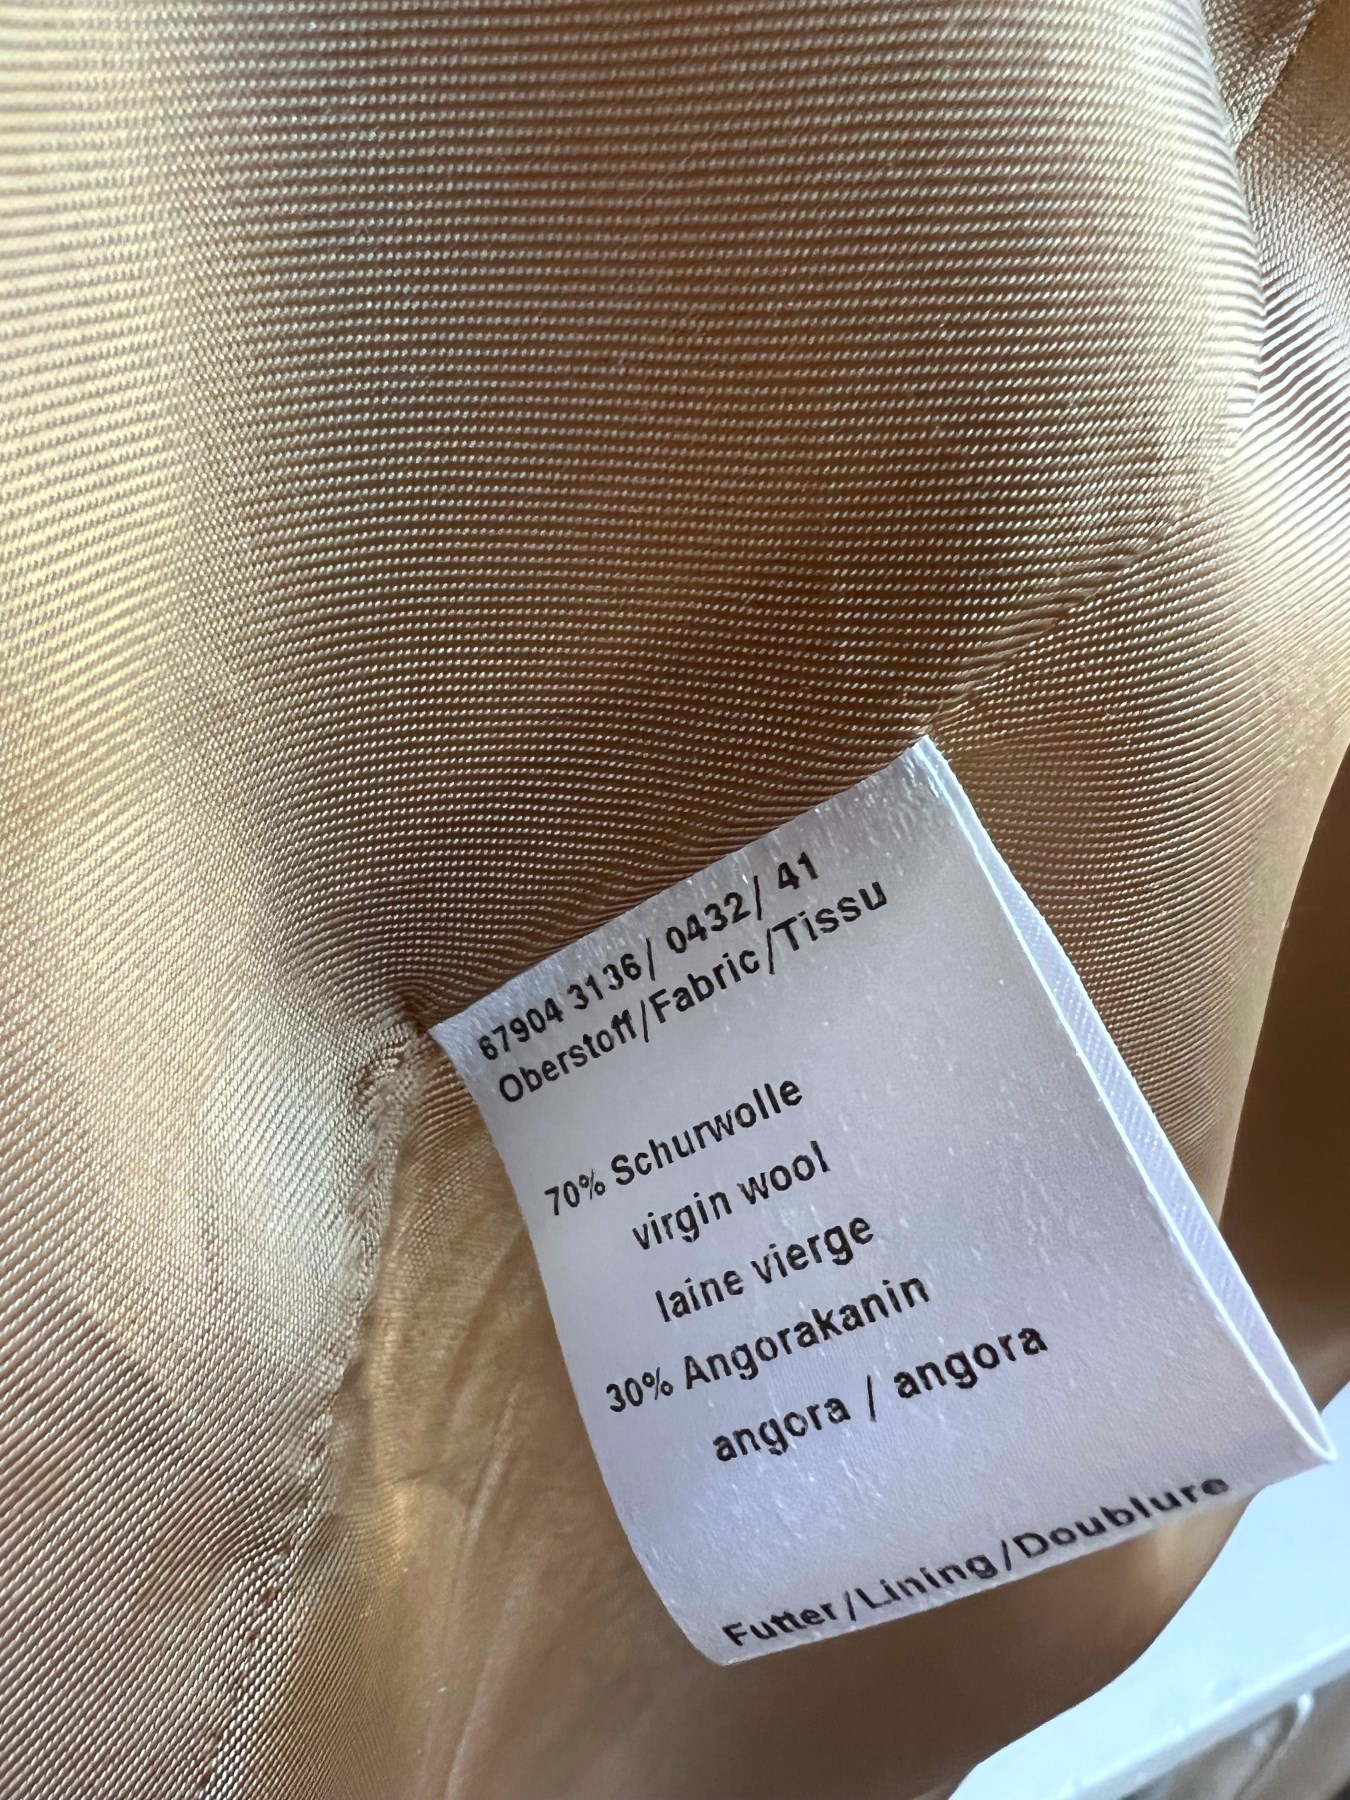 67904 3136/ 0432/ 41
Oberstoff/Fabric/Tissu
70% Schurwolle
virgin wool
laine vierge
30% Angorakanin
angora / angora
Futter/Lining/Doublure